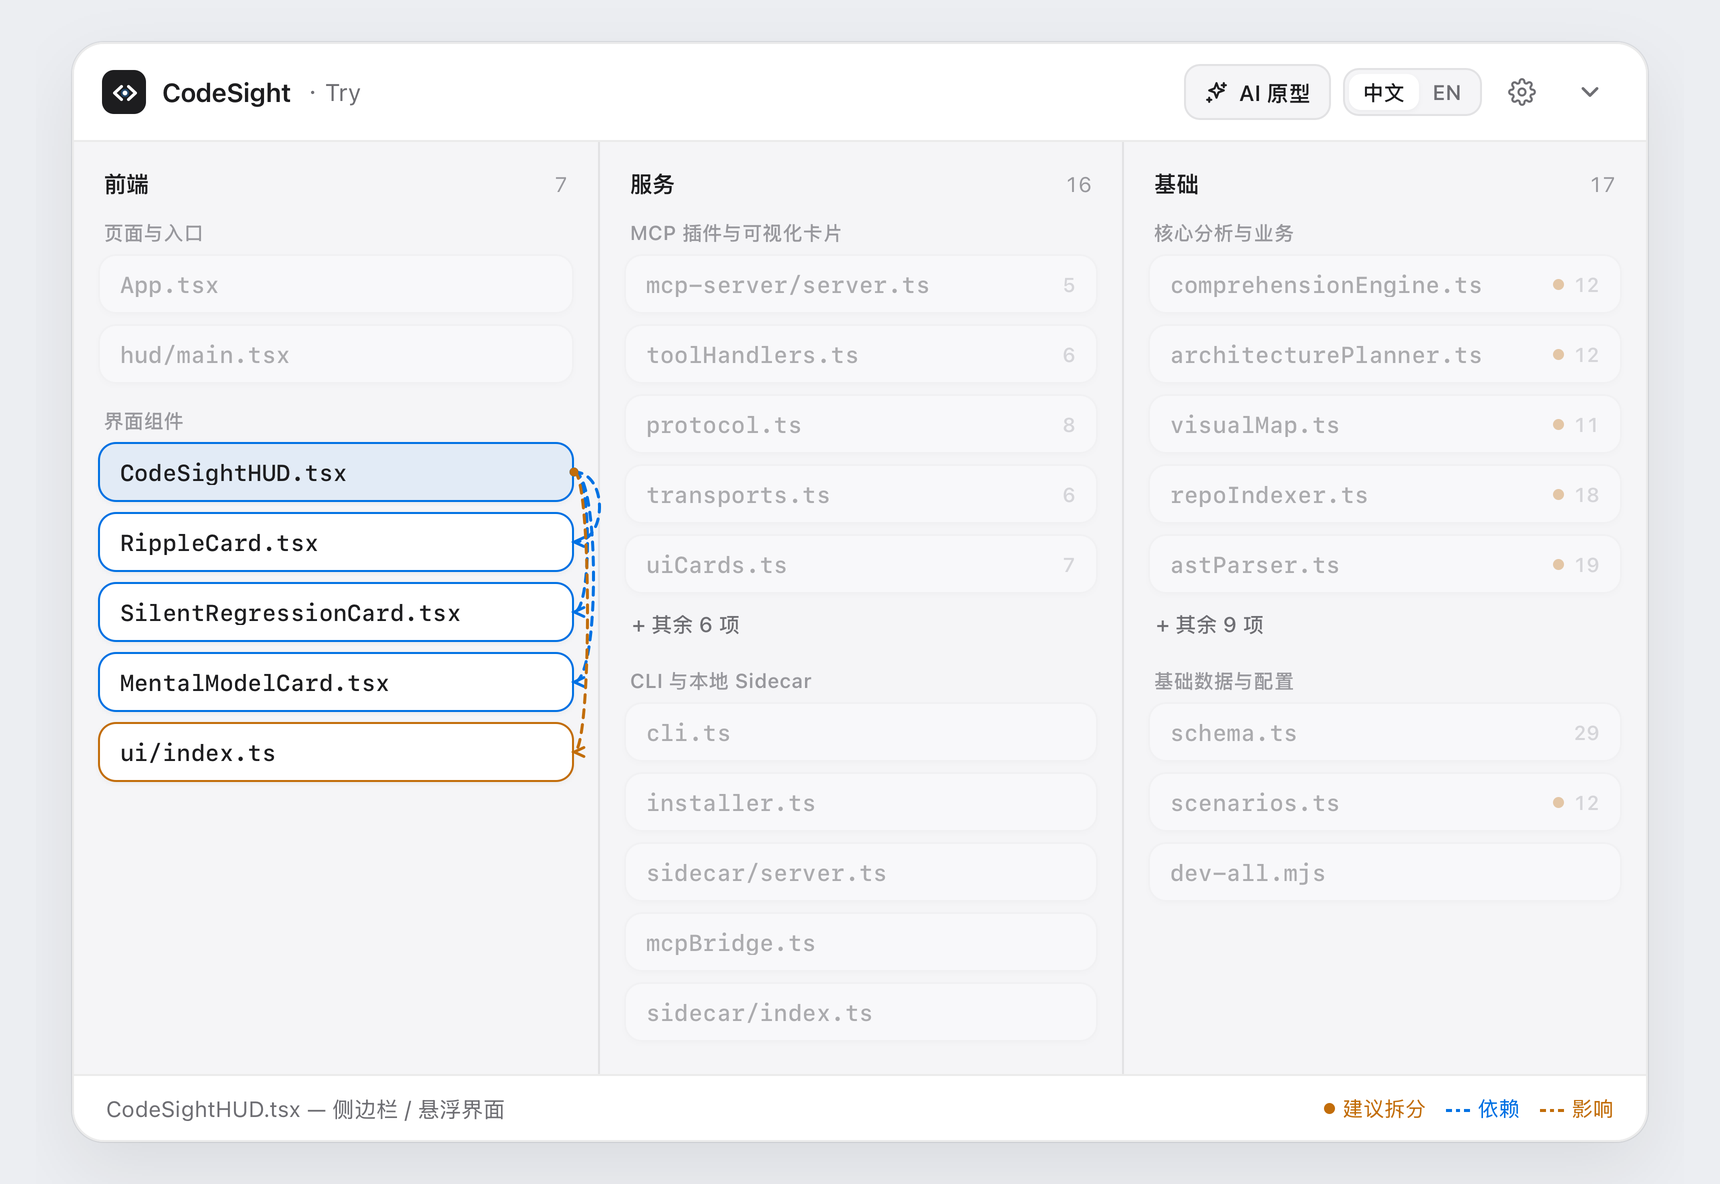 CodeSight · Try
AI 原型
中文 EN
前端 7
页面与入口
App.tsx
hud/main.tsx
界面组件
CodeSightHUD.tsx
RippleCard.tsx
SilentRegressionCard.tsx
MentalModelCard.tsx
ui/index.ts
服务 16
MCP 插件与可视化卡片
mcp-server/server.ts 5
toolHandlers.ts 6
protocol.ts 8
transports.ts 6
uiCards.ts 7
+ 其余 6 项
CLI 与本地 Sidecar
cli.ts
installer.ts
sidecar/server.ts
mcpBridge.ts
sidecar/index.ts
基础 17
核心分析与业务
comprehensionEngine.ts 12
architecturePlanner.ts 12
visualMap.ts 11
repoIndexer.ts 18
astParser.ts 19
+ 其余 9 项
基础数据与配置
schema.ts 29
scenarios.ts 12
dev-all.mjs
CodeSightHUD.tsx — 侧边栏 / 悬浮界面
建议拆分 依赖 影响